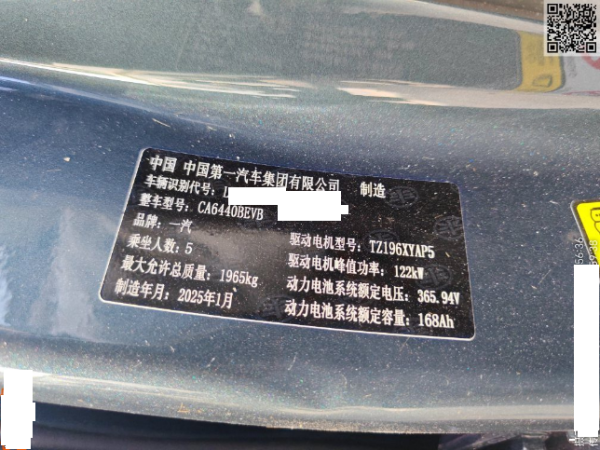 中国 中国第一汽车集团有限公司 制造
车辆识别代号: L
整车型号: CA6440BEVB
品牌: 一汽
驱动电机型号: TZ196XYAP5
乘坐人数: 5
驱动电机峰值功率: 122kW
最大允许总质量: 1965kg
动力电池系统额定电压: 365.94V
制造年月: 2025年1月
动力电池系统额定容量: 168Ah